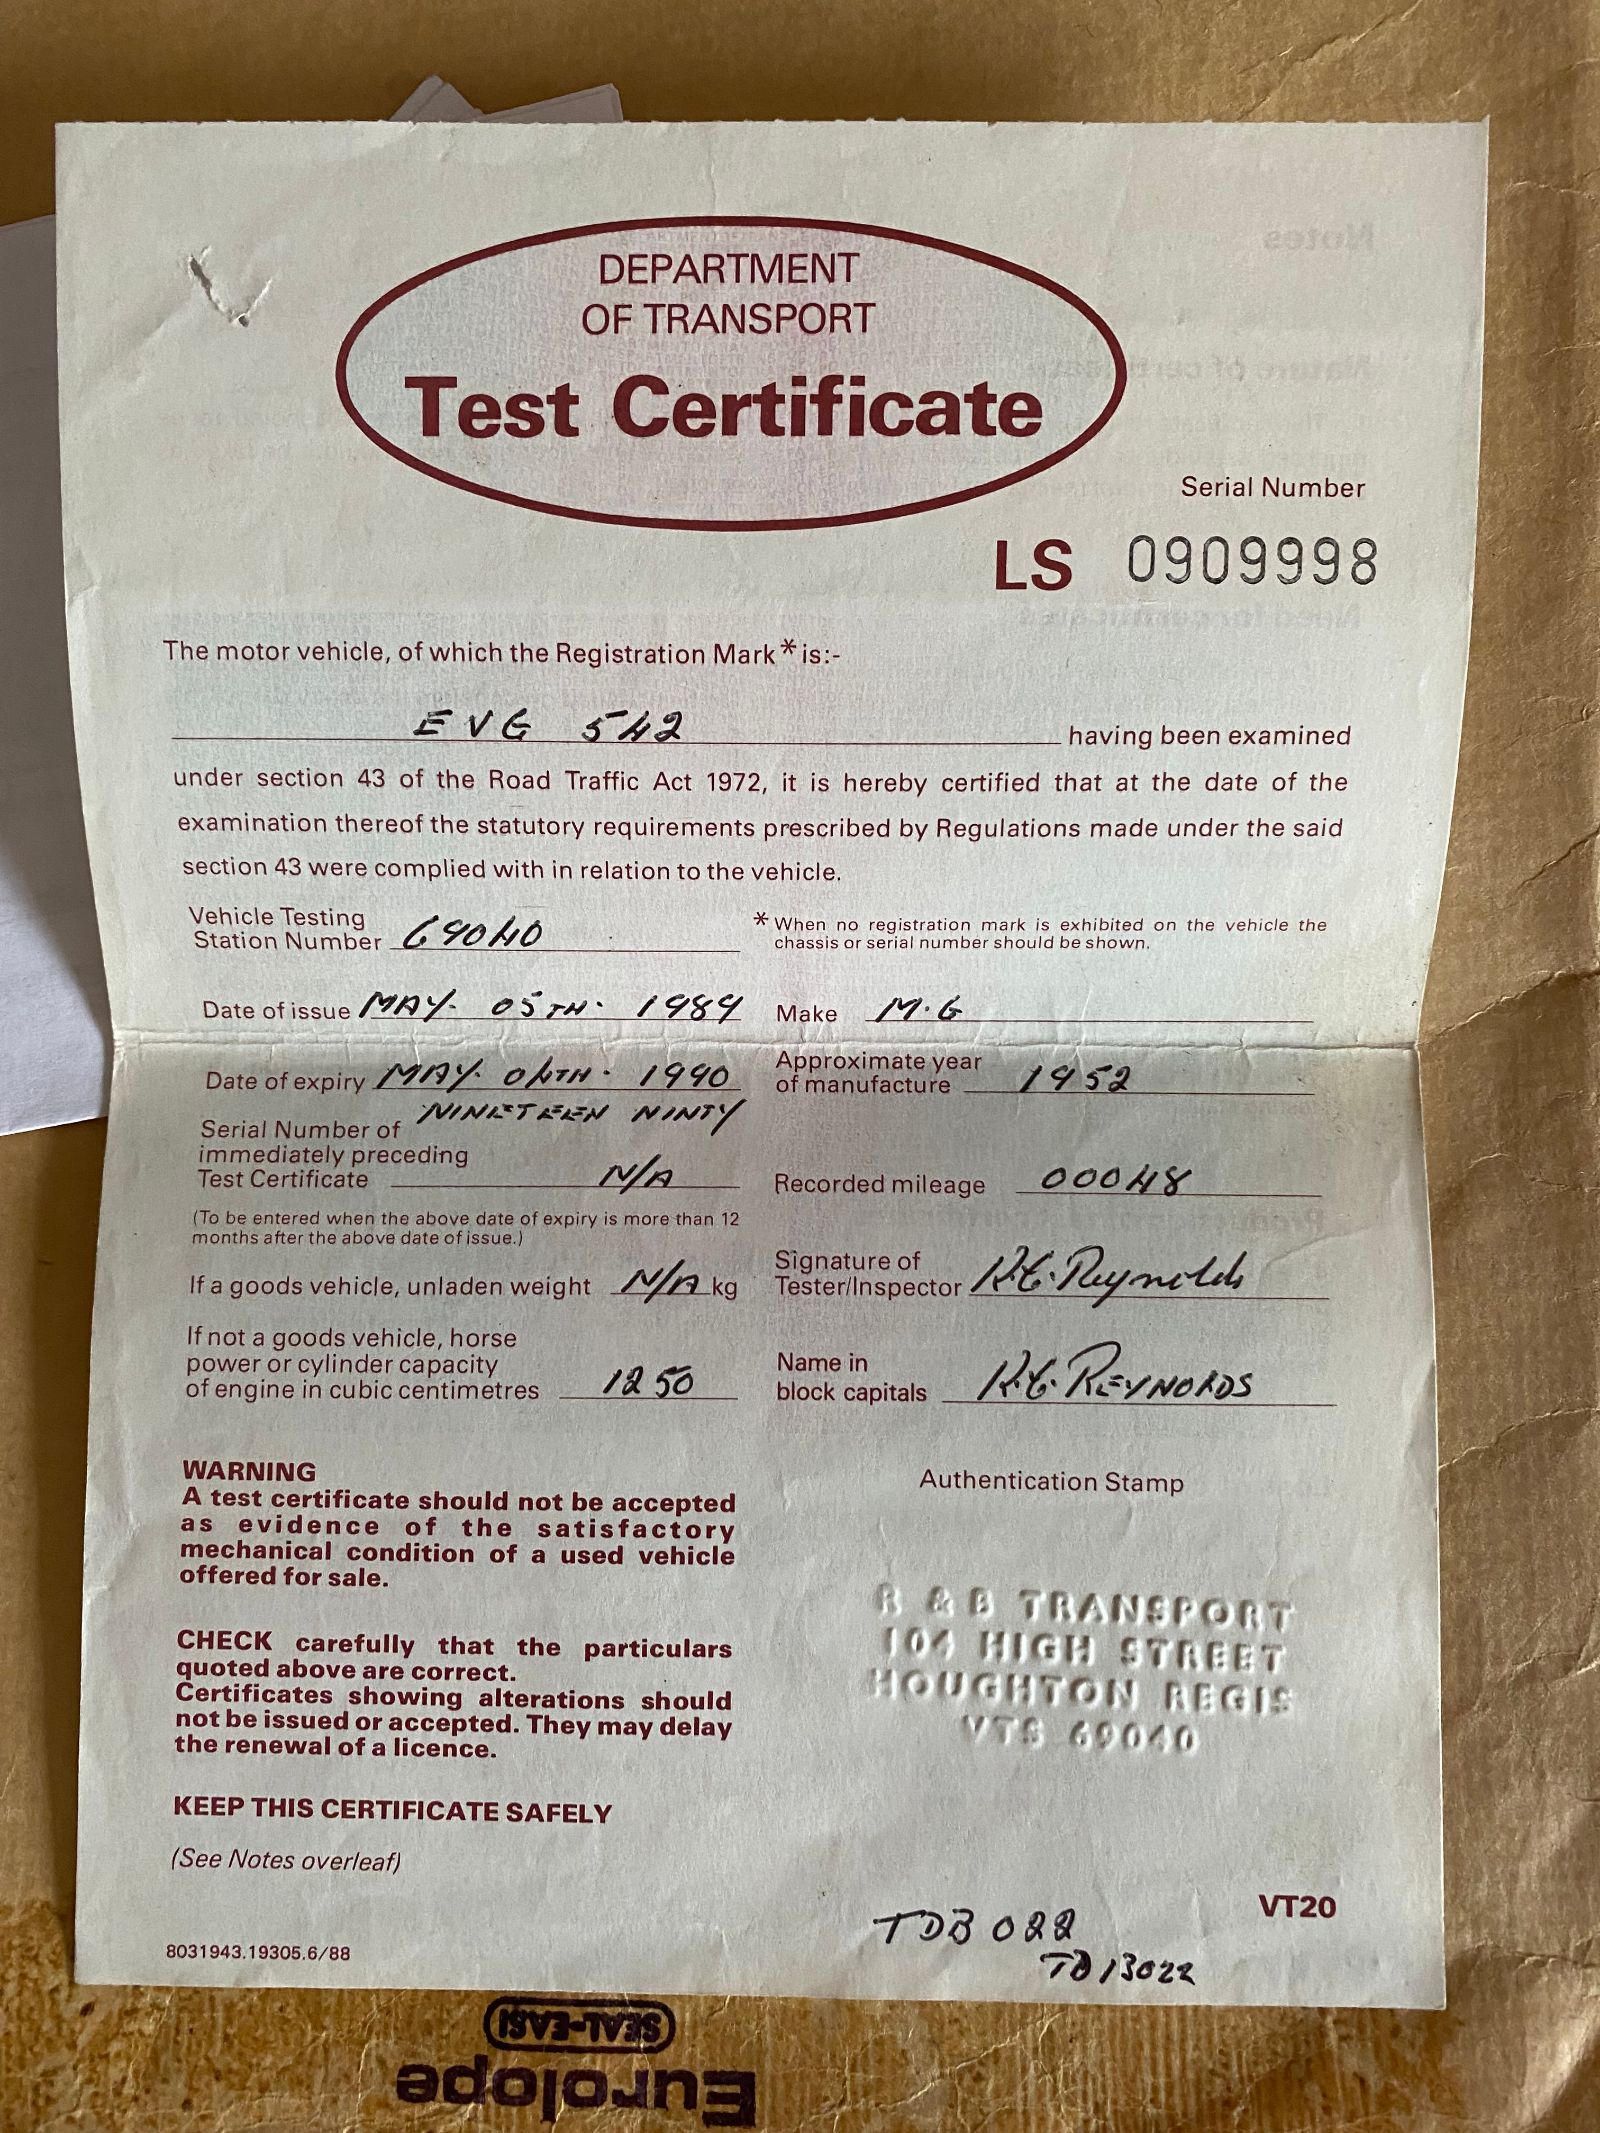 DEPARTMENT
OF TRANSPORT
Test Certificate
Serial Number
LS 0909998
The motor vehicle, of which the Registration Mark * is:-
EVG 542 having been examined
under section 43 of the Road Traffic Act 1972, it is hereby certified that at the date of the
examination thereof the statutory requirements prescribed by Regulations made under the said
section 43 were complied with in relation to the vehicle.
Vehicle Testing
Station Number 69040
* When no registration mark is exhibited on the vehicle the
chassis or serial number should be shown.
Date of issue MAY. 05TH. 1989
Make M.G
Date of expiry MAY. 04TH. 1990
NINETEEN NINTY
Approximate year
of manufacture 1952
Serial Number of
immediately preceding
Test Certificate N/A
Recorded mileage 00048
(To be entered when the above date of expiry is more than 12
months after the above date of issue.)
If a goods vehicle, unladen weight N/A kg
Signature of
Tester/Inspector K.G. Reynolds
If not a goods vehicle, horse
power or cylinder capacity
of engine in cubic centimetres 1250
Name in
block capitals K.G. REYNOLDS
WARNING
A test certificate should not be accepted
as evidence of the satisfactory
mechanical condition of a used vehicle
offered for sale.
CHECK carefully that the particulars
quoted above are correct.
Certificates showing alterations should
not be issued or accepted. They may delay
the renewal of a licence.
KEEP THIS CERTIFICATE SAFELY
(See Notes overleaf)
8031943.19305.6/88
Authentication Stamp
R & B TRANSPORT
104 HIGH STREET
HOUGHTON REGIS
VTS 69040
VT20
TDB 022
TD 13022
SEAL-EASI
Eurolope